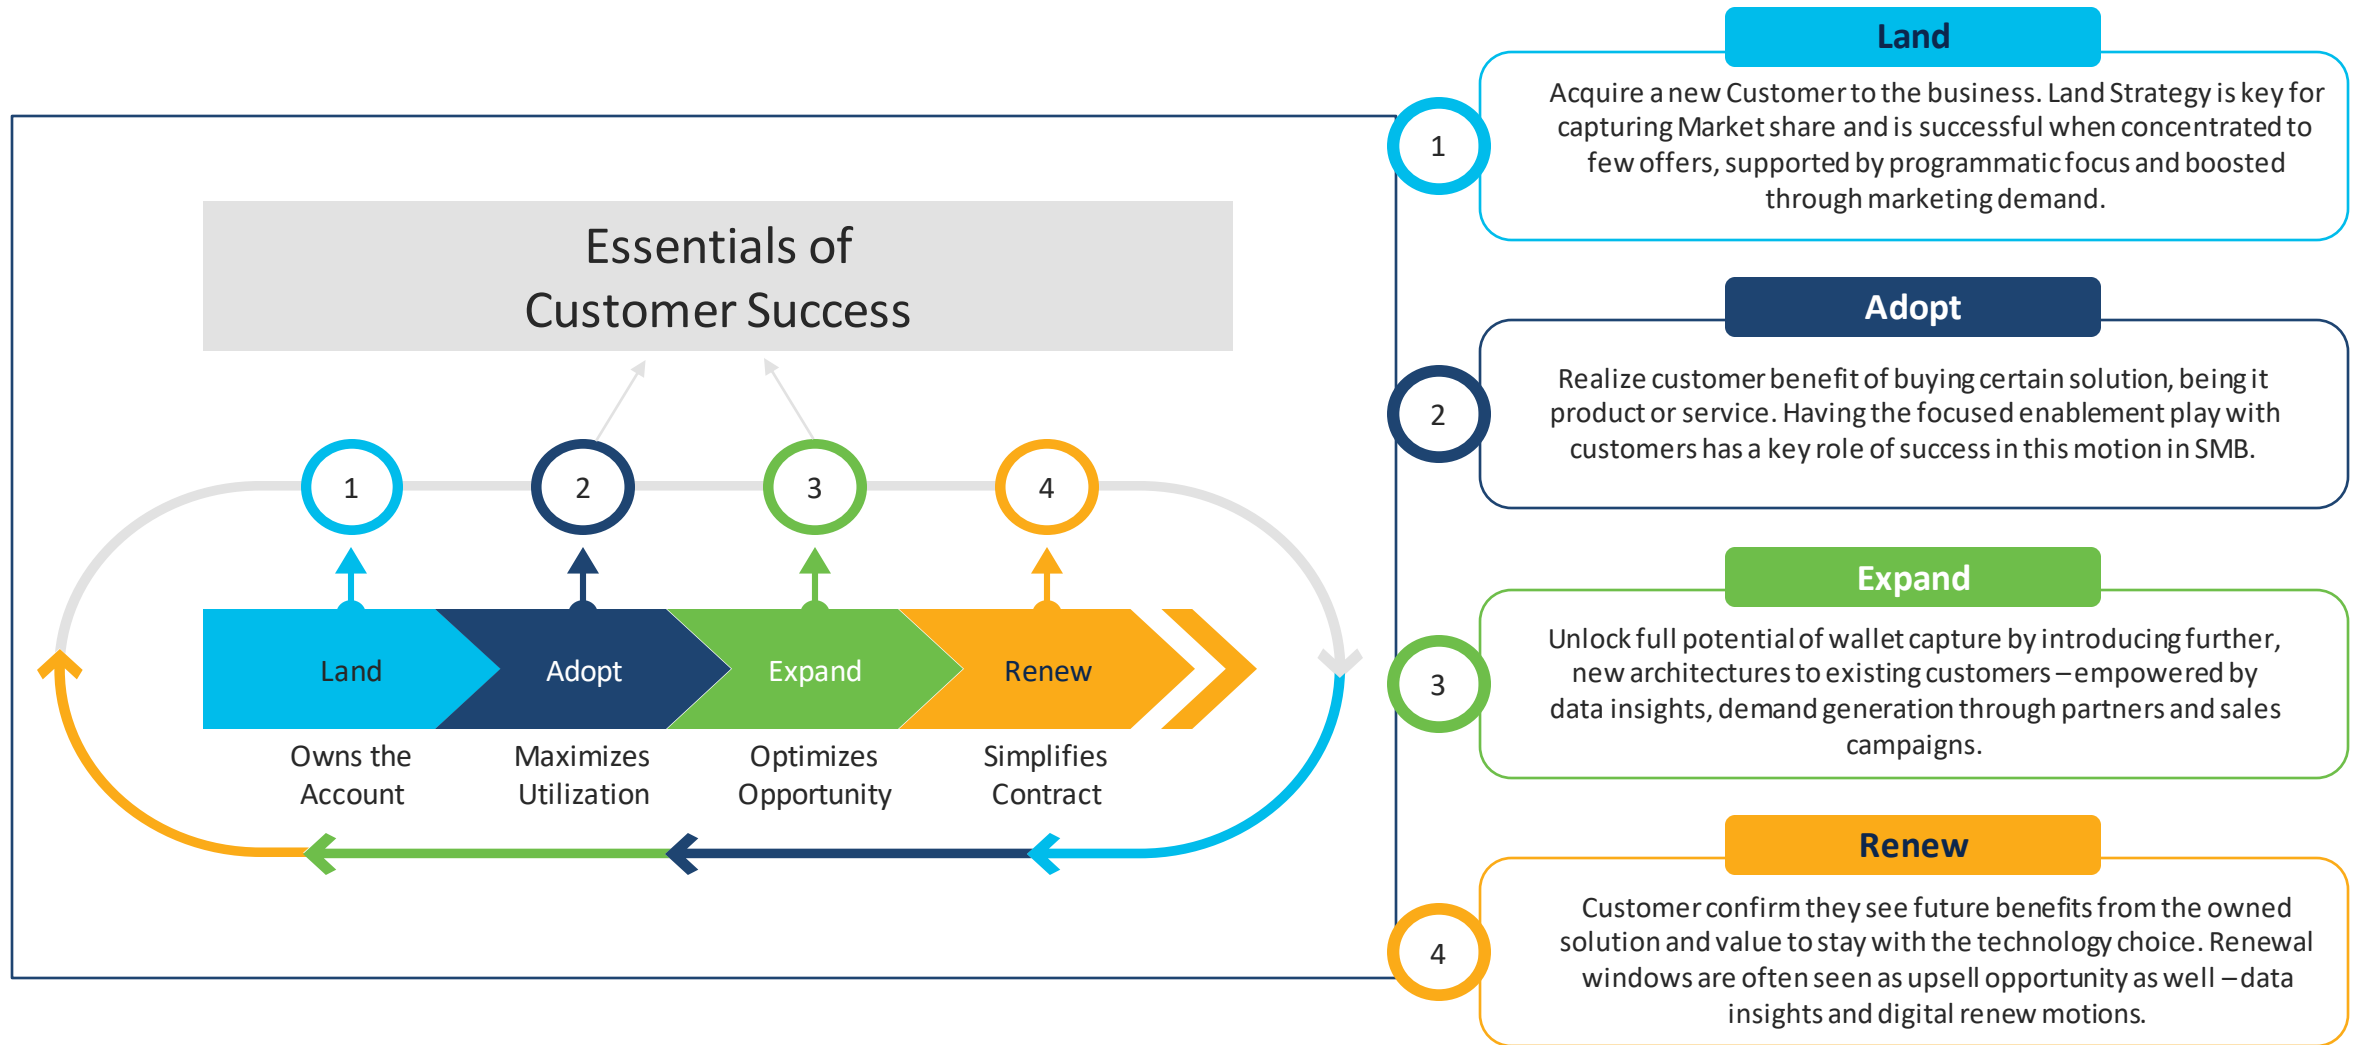 Essentials of
Customer Success
1
2
3
4
Land
Adopt
Expand
Renew
Owns the
Account
Maximizes
Utilization
Optimizes
Opportunity
Simplifies
Contract
Land
1
Acquire a new Customer to the business. Land Strategy is key for
capturing Market share and is successful when concentrated to
few offers, supported by programmatic focus and boosted
through marketing demand.
Adopt
2
Realize customer benefit of buying certain solution, being it
product or service. Having the focused enablement play with
customers has a key role of success in this motion in SMB.
Expand
3
Unlock full potential of wallet capture by introducing further,
new architectures to existing customers – empowered by
data insights, demand generation through partners and sales
campaigns.
Renew
4
Customer confirm they see future benefits from the owned
solution and value to stay with the technology choice. Renewal
windows are often seen as upsell opportunity as well – data
insights and digital renew motions.